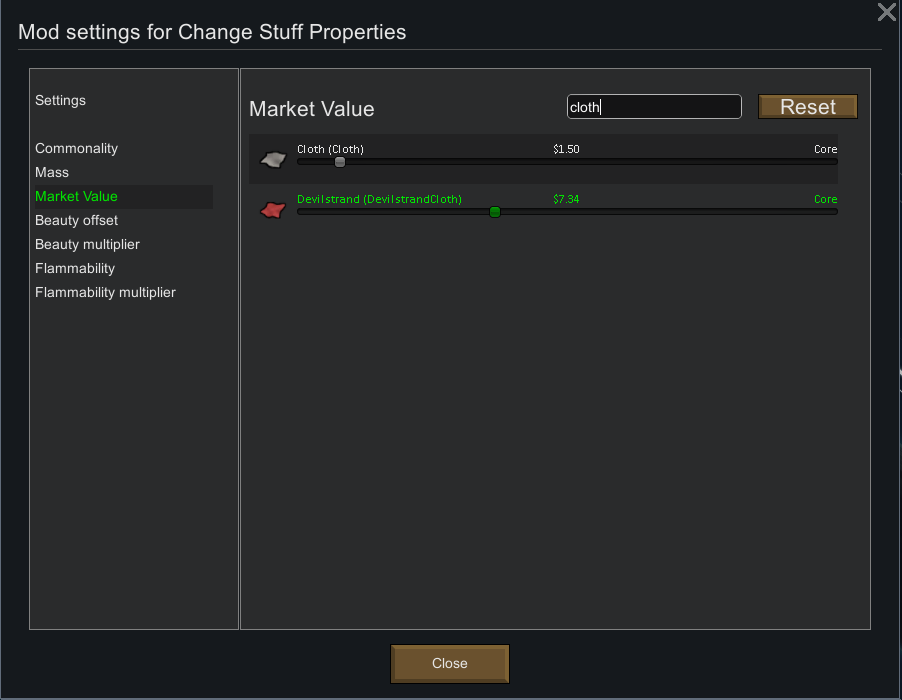 Mod settings for Change Stuff Properties
Settings
Commonality
Mass
Market Value
Beauty offset
Beauty multiplier
Flammability
Flammability multiplier
Market Value
cloth
Reset
Cloth (Cloth) $1.50 Core
Devilstrand (DevilstrandCloth) $7.34 Core
Close